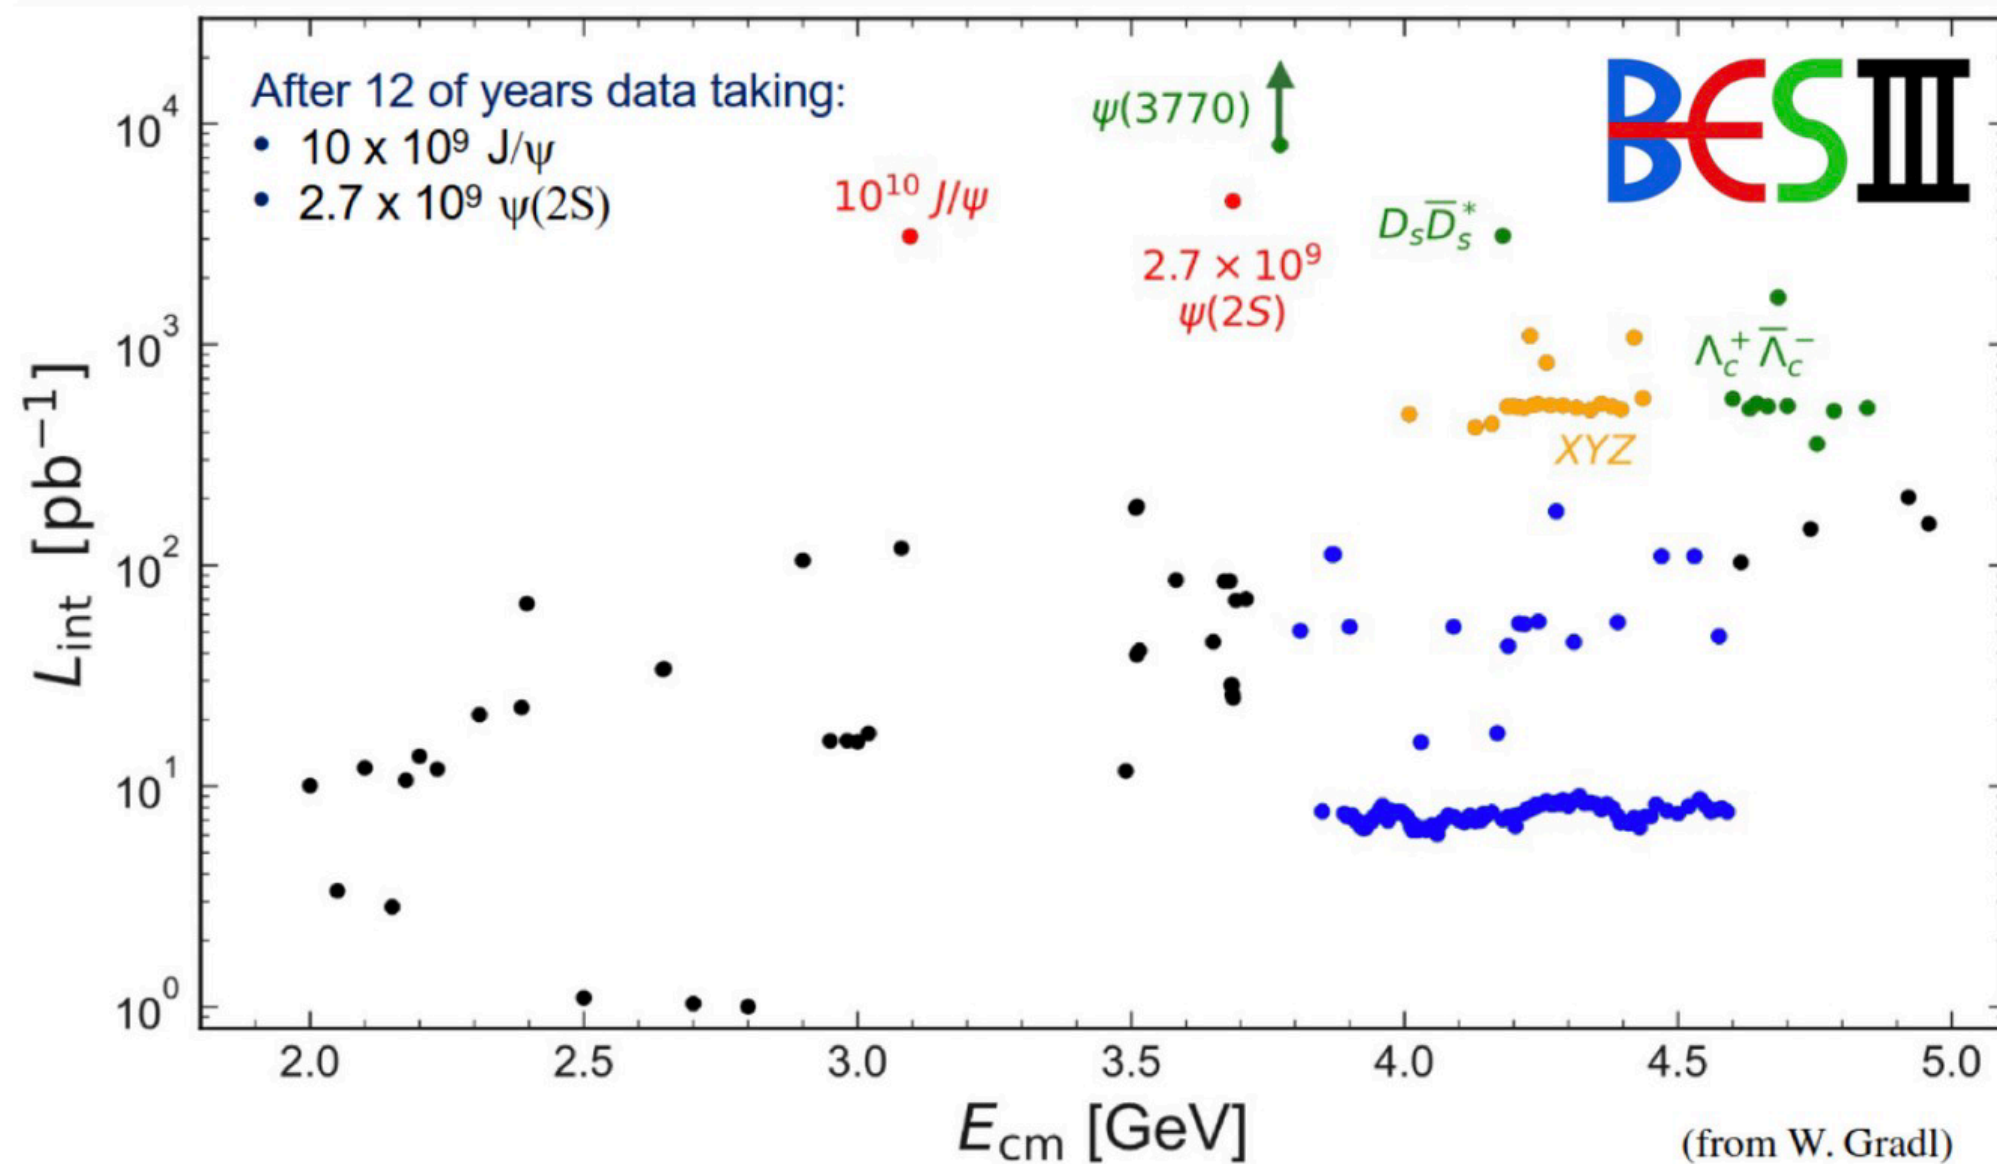 After 12 of years data taking:
• 10 x 10⁹ J/ψ
• 2.7 x 10⁹ ψ(2S)
BESIII
ψ(3770)
10¹⁰ J/ψ
2.7 × 10⁹
ψ(2S)
DₛD̅ₛ*
Λ_c⁺ Λ̅_c⁻
XYZ
L_int [pb⁻¹]
10⁴
10³
10²
10¹
10⁰
2.0 2.5 3.0 3.5 4.0 4.5 5.0
E_cm [GeV]
(from W. Gradl)